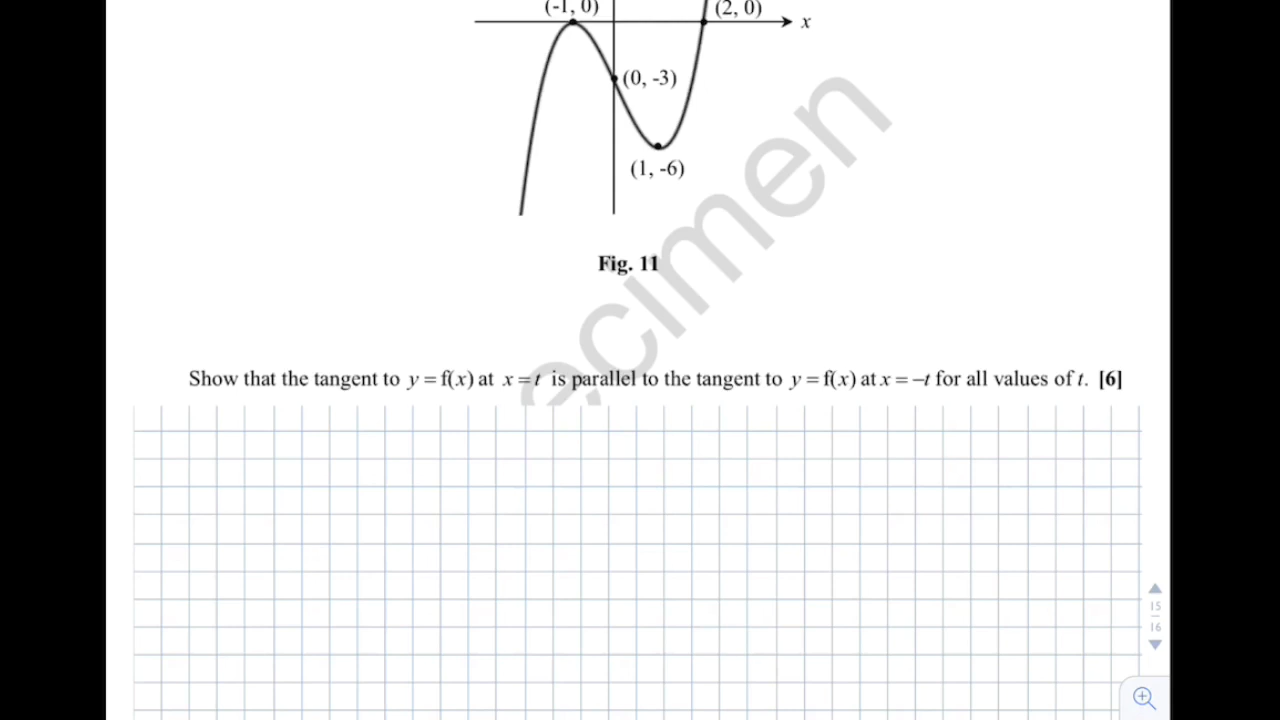 (-1, 0)
(2, 0)
x
(0, -3)
(1, -6)
Fig. 11
ecimen
Show that the tangent to y = f(x) at x = t is parallel to the tangent to y = f(x) at x = –t for all values of t. [6]
15
16